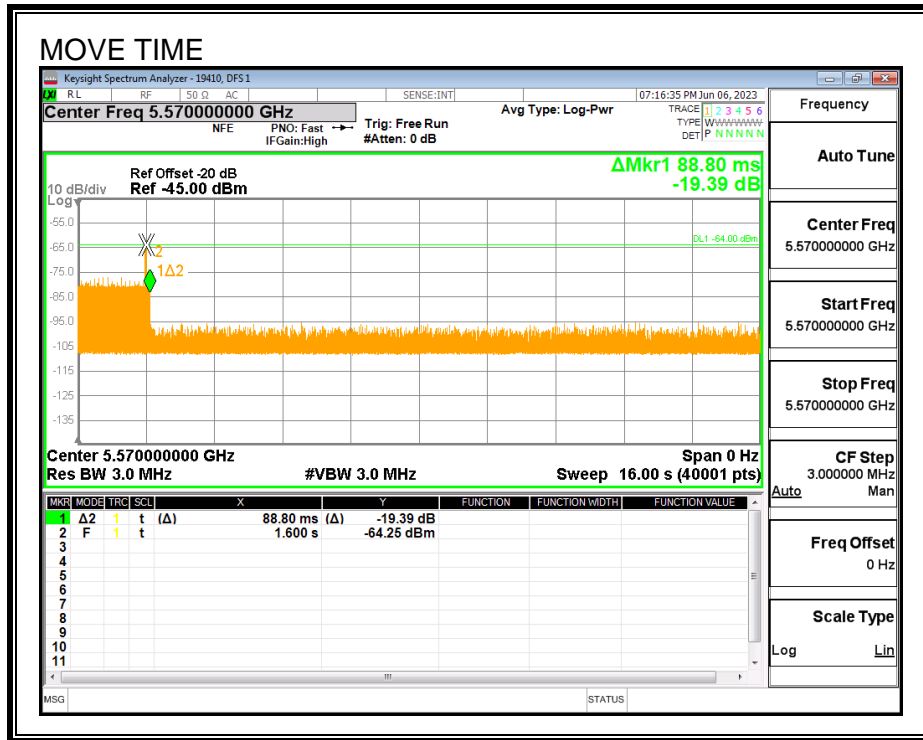 MOVE TIME
Keysight Spectrum Analyzer - 19410, DFS 1
LXI RL RF 50 Ω AC SENSE:INT 07:16:35 PM Jun 06, 2023
Center Freq 5.570000000 GHz
NFE PNO: Fast IFGain:High
Trig: Free Run
#Atten: 0 dB
Avg Type: Log-Pwr
TRACE 1 2 3 4 5 6
TYPE WWWWWWW
DET P N N N N N
ΔMkr1 88.80 ms
-19.39 dB
Ref Offset -20 dB
10 dB/div Ref -45.00 dBm
Log
-55.0
-65.0
-75.0
-85.0
-95.0
-105
-115
-125
-135
DL1 -64.00 dBm
2
1Δ2
Center 5.570000000 GHz Span 0 Hz
Res BW 3.0 MHz #VBW 3.0 MHz Sweep 16.00 s (40001 pts)
MKR MODE TRC SCL X Y FUNCTION FUNCTION WIDTH FUNCTION VALUE
1 Δ2 1 t (Δ) 88.80 ms (Δ) -19.39 dB
2 F 1 t 1.600 s -64.25 dBm
3
4
5
6
7
8
9
10
11
MSG STATUS
Frequency
Auto Tune
Center Freq
5.570000000 GHz
Start Freq
5.570000000 GHz
Stop Freq
5.570000000 GHz
CF Step
3.000000 MHz
Auto Man
Freq Offset
0 Hz
Scale Type
Log Lin